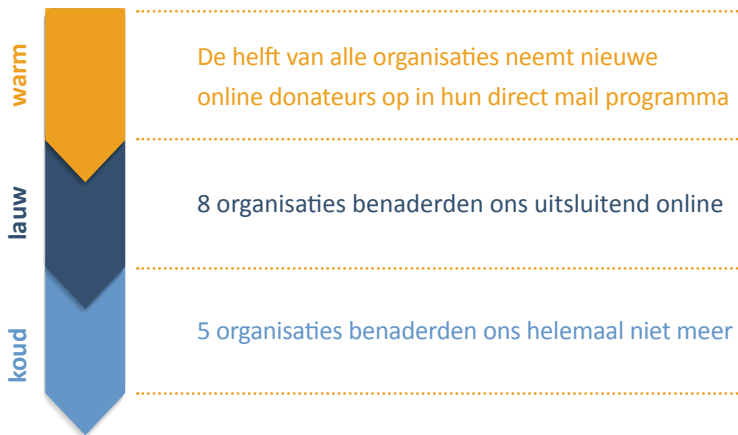 warm
De helft van alle organisaties neemt nieuwe
online donateurs op in hun direct mail programma
lauw
8 organisaties benaderden ons uitsluitend online
koud
5 organisaties benaderden ons helemaal niet meer